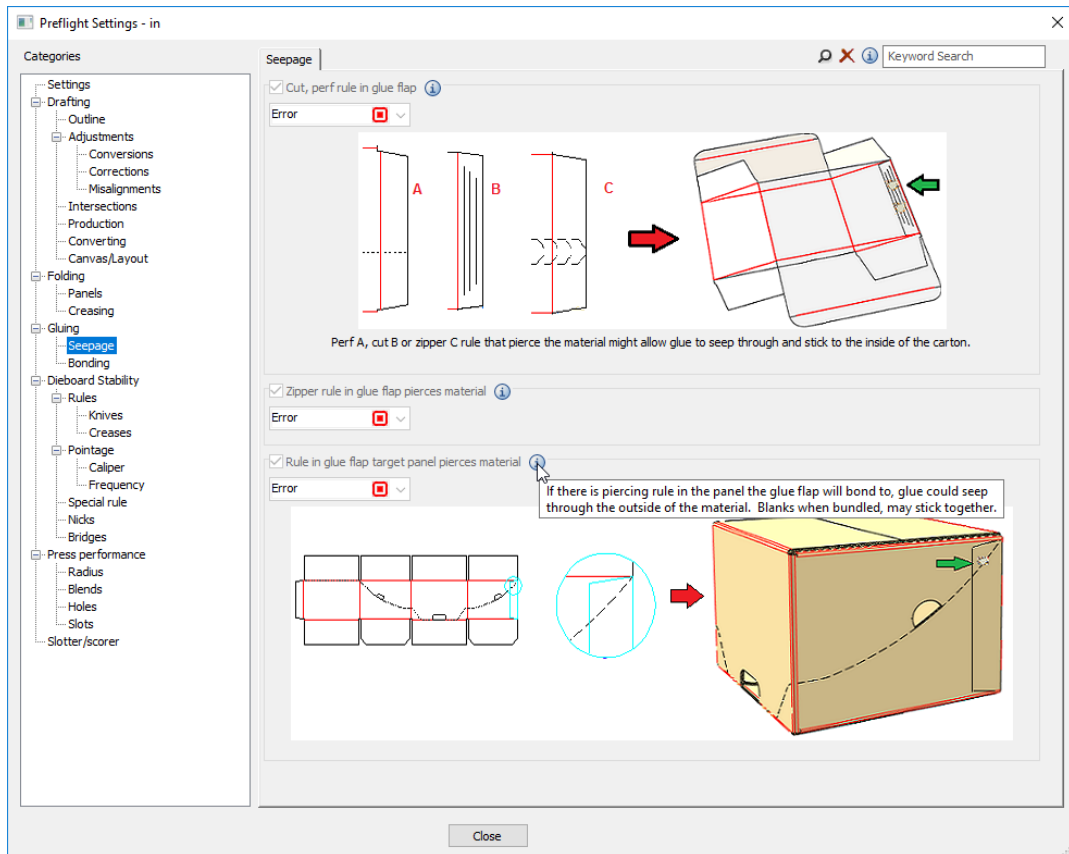 Preflight Settings - in
Categories
Settings
Drafting
Outline
Adjustments
Conversions
Corrections
Misalignments
Intersections
Production
Converting
Canvas/Layout
Folding
Panels
Creasing
Gluing
Seepage
Bonding
Dieboard Stability
Rules
Knives
Creases
Pointage
Caliper
Frequency
Special rule
Nicks
Bridges
Press performance
Radius
Blends
Holes
Slots
Slotter/scorer
Seepage
Keyword Search
Cut, perf rule in glue flap
Error
A B C
Perf A, cut B or zipper C rule that pierce the material might allow glue to seep through and stick to the inside of the carton.
Zipper rule in glue flap pierces material
Error
Rule in glue flap target panel pierces material
Error
If there is piercing rule in the panel the glue flap will bond to, glue could seep
through the outside of the material. Blanks when bundled, may stick together.
Close